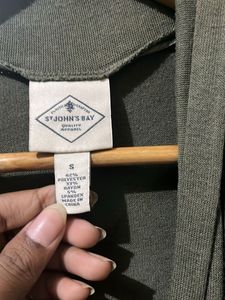 ST. JOHN'S BAY
QUALITY
APPAREL
S
62%
POLYESTER
33%
RAYON
5%
SPANDEX
MADE IN
CHINA